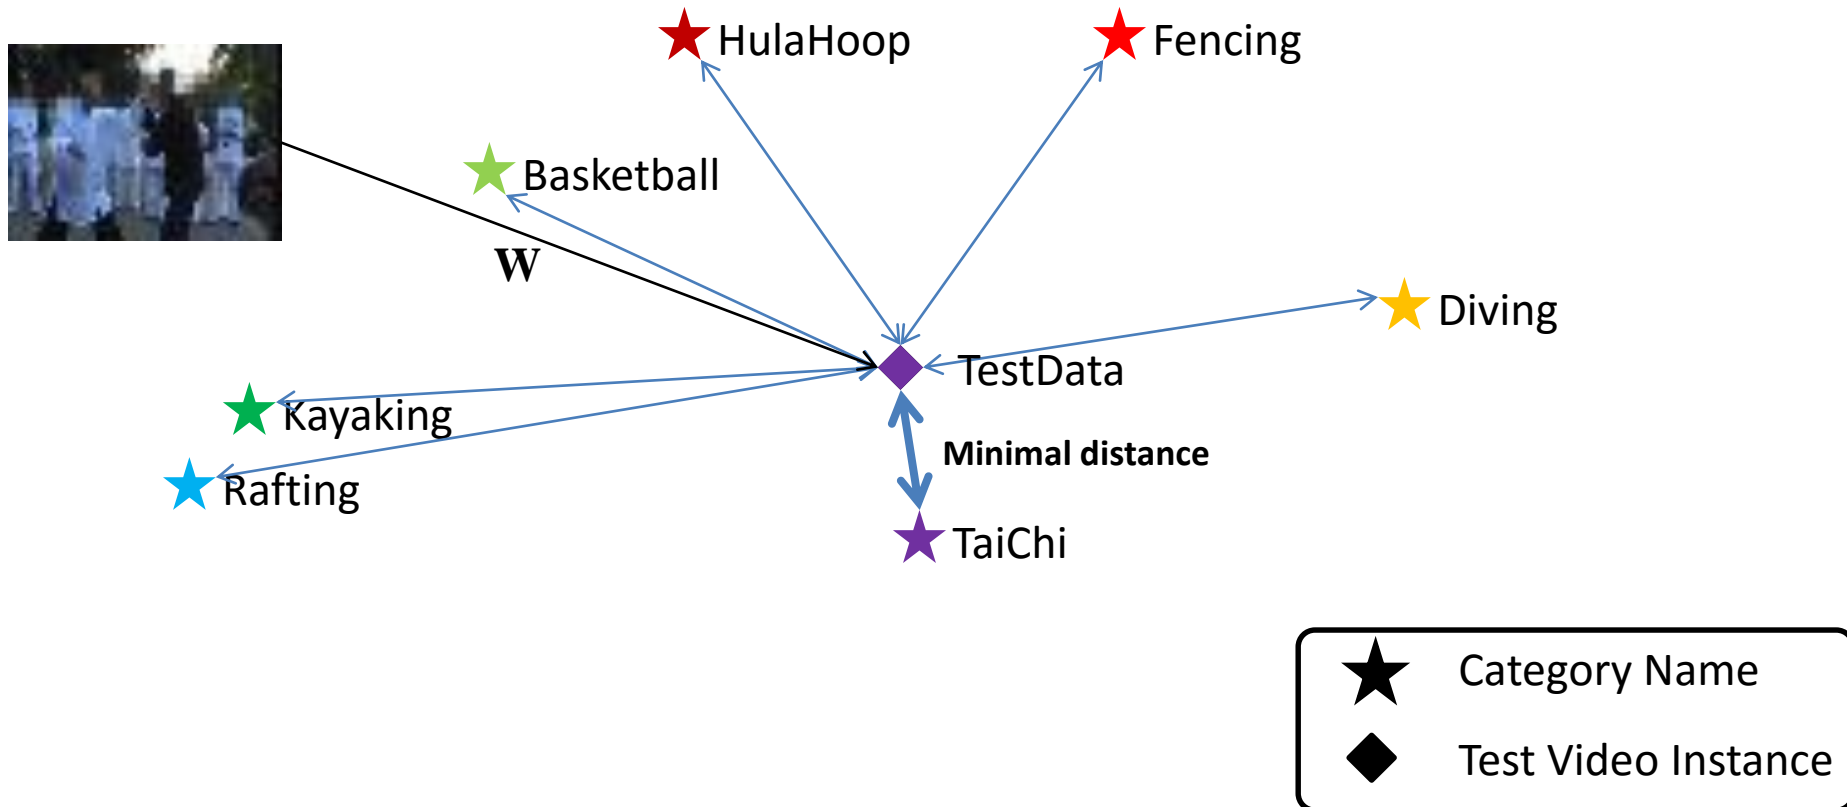 HulaHoop
Fencing
Basketball
W
Diving
TestData
Kayaking
Minimal distance
Rafting
TaiChi
Category Name
Test Video Instance